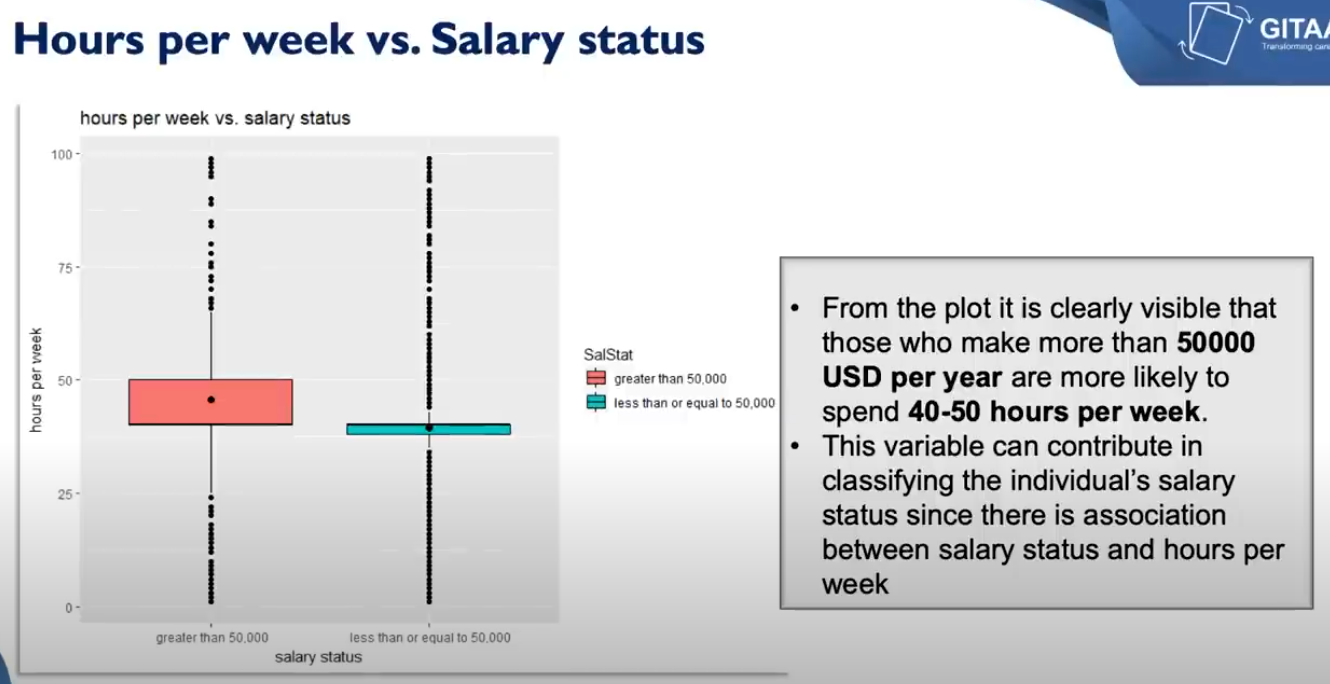 Hours per week vs. Salary status
hours per week vs. salary status
100
75
50
25
0
hours per week
greater than 50,000
less than or equal to 50,000
salary status
SalStat
greater than 50,000
less than or equal to 50,000
• From the plot it is clearly visible that
those who make more than 50000
USD per year are more likely to
spend 40-50 hours per week.
• This variable can contribute in
classifying the individual's salary
status since there is association
between salary status and hours per
week